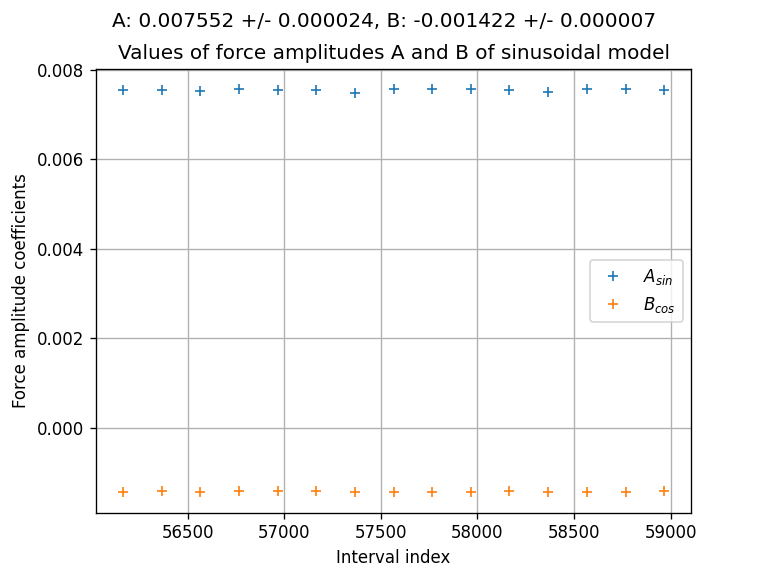 A: 0.007552 +/- 0.000024, B: -0.001422 +/- 0.000007
Values of force amplitudes A and B of sinusoidal model
0.008
0.006
0.004
0.002
0.000
Force amplitude coefficients
A_sin
B_cos
56500 57000 57500 58000 58500 59000
Interval index